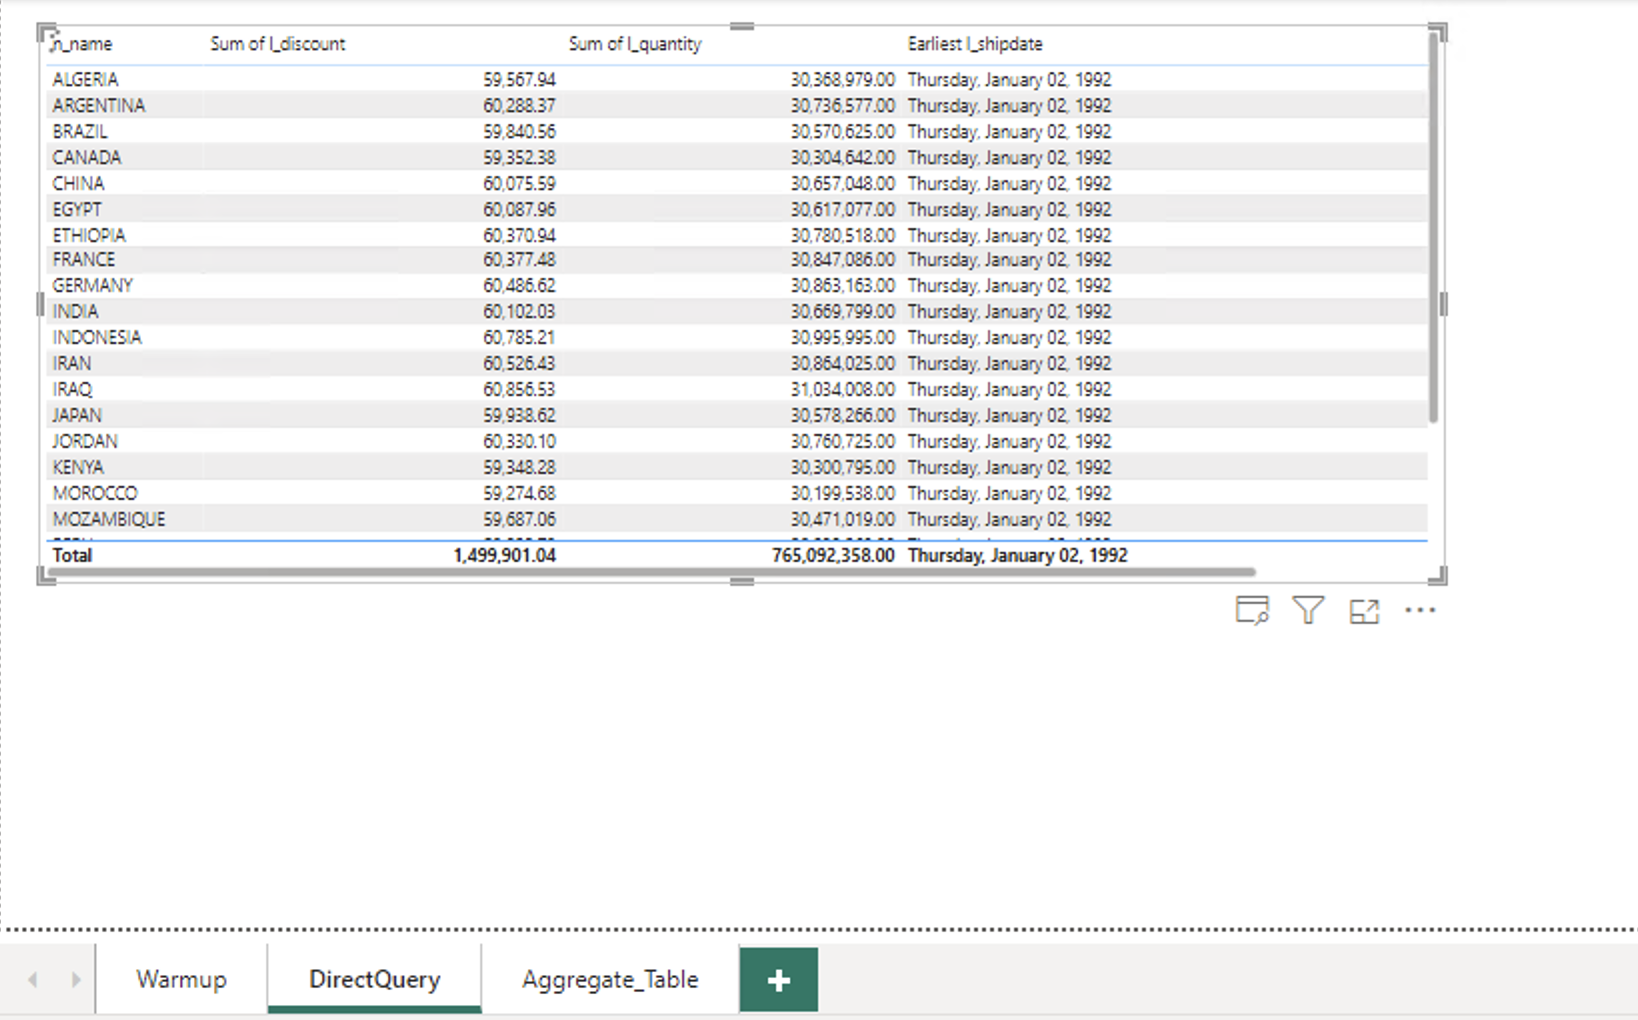 n_name Sum of l_discount Sum of l_quantity Earliest l_shipdate
ALGERIA 59,567.94 30,368,979.00 Thursday, January 02, 1992
ARGENTINA 60,288.37 30,736,577.00 Thursday, January 02, 1992
BRAZIL 59,840.56 30,570,625.00 Thursday, January 02, 1992
CANADA 59,352.38 30,304,642.00 Thursday, January 02, 1992
CHINA 60,075.59 30,657,048.00 Thursday, January 02, 1992
EGYPT 60,087.96 30,617,077.00 Thursday, January 02, 1992
ETHIOPIA 60,370.94 30,780,518.00 Thursday, January 02, 1992
FRANCE 60,377.48 30,847,086.00 Thursday, January 02, 1992
GERMANY 60,486.62 30,863,163.00 Thursday, January 02, 1992
INDIA 60,102.03 30,669,799.00 Thursday, January 02, 1992
INDONESIA 60,785.21 30,995,995.00 Thursday, January 02, 1992
IRAN 60,526.43 30,864,025.00 Thursday, January 02, 1992
IRAQ 60,856.53 31,034,008.00 Thursday, January 02, 1992
JAPAN 59,938.62 30,578,266.00 Thursday, January 02, 1992
JORDAN 60,330.10 30,760,725.00 Thursday, January 02, 1992
KENYA 59,348.28 30,300,795.00 Thursday, January 02, 1992
MOROCCO 59,274.68 30,199,538.00 Thursday, January 02, 1992
MOZAMBIQUE 59,687.06 30,471,019.00 Thursday, January 02, 1992
Total 1,499,901.04 765,092,358.00 Thursday, January 02, 1992
Warmup DirectQuery Aggregate_Table